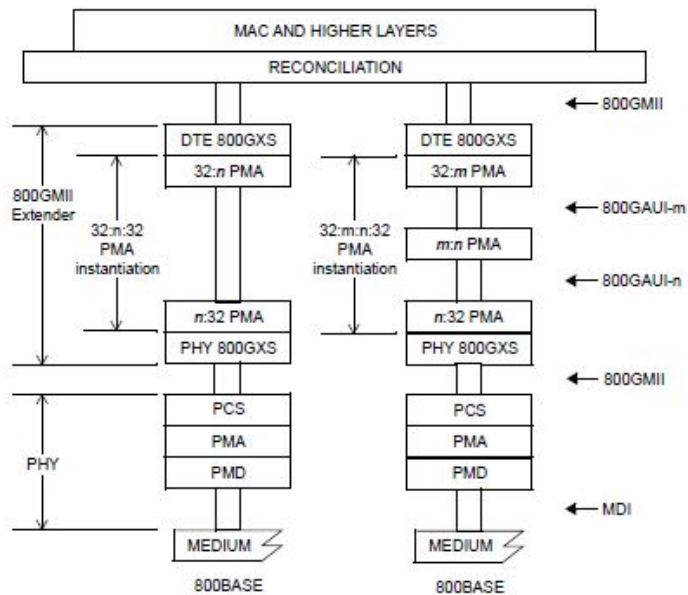 MAC AND HIGHER LAYERS
RECONCILIATION
800GMII
DTE 800GXS
DTE 800GXS
32:n PMA
32:m PMA
800GMII
Extender
32:n:32
PMA
instantiation
32:m:n:32
PMA
instantiation
800GAUI-m
m:n PMA
800GAUI-n
n:32 PMA
n:32 PMA
PHY 800GXS
PHY 800GXS
800GMII
PHY
PCS
PCS
PMA
PMA
PMD
PMD
MDI
MEDIUM
MEDIUM
800BASE
800BASE